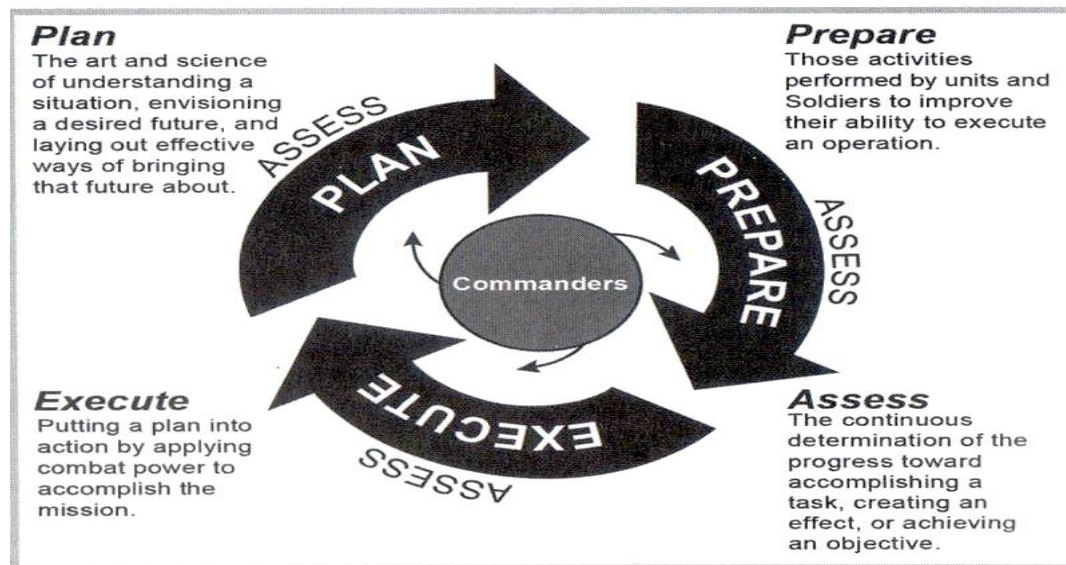 Plan
The art and science
of understanding a
situation, envisioning
a desired future, and
laying out effective
ways of bringing
that future about.
Prepare
Those activities
performed by units and
Soldiers to improve
their ability to execute
an operation.
ASSESS
PLAN
PREPARE
ASSESS
Commanders
EXECUTE
ASSESS
Execute
Putting a plan into
action by applying
combat power to
accomplish the
mission.
Assess
The continuous
determination of the
progress toward
accomplishing a
task, creating an
effect, or achieving
an objective.